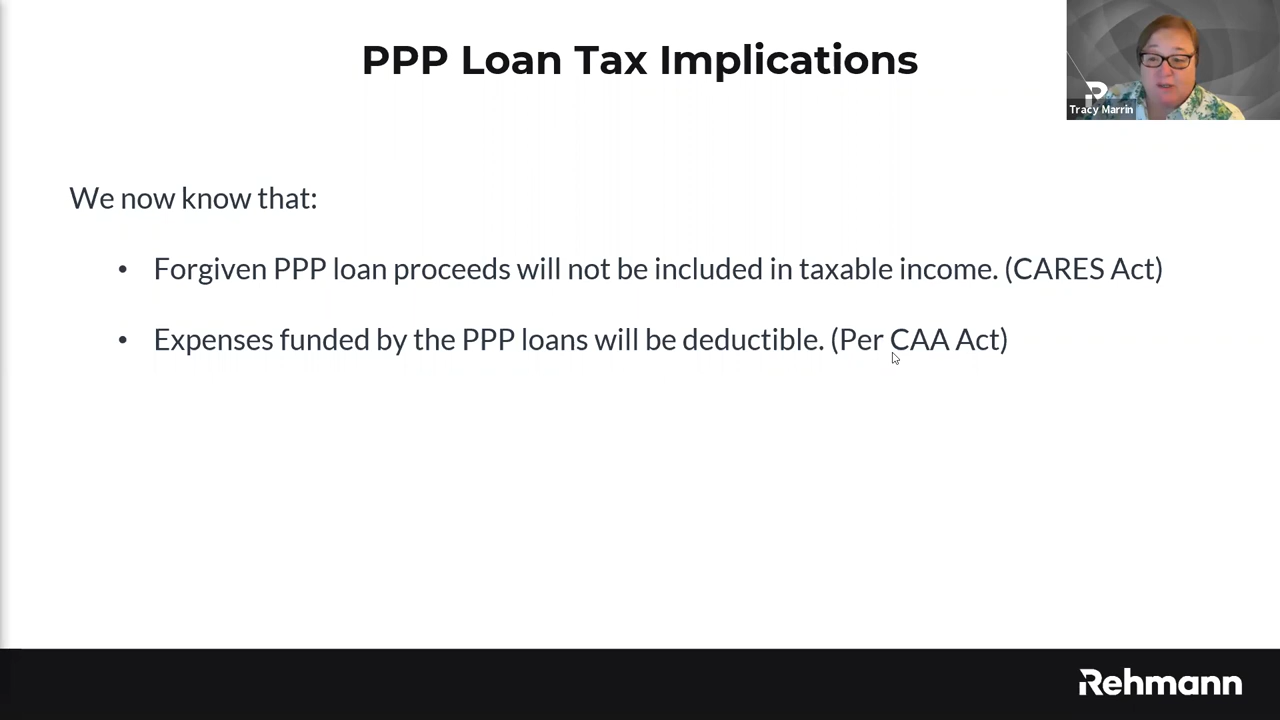 PPP Loan Tax Implications
Tracy Marrin
We now know that:
• Forgiven PPP loan proceeds will not be included in taxable income. (CARES Act)
• Expenses funded by the PPP loans will be deductible. (Per CAA Act)
Rehmann